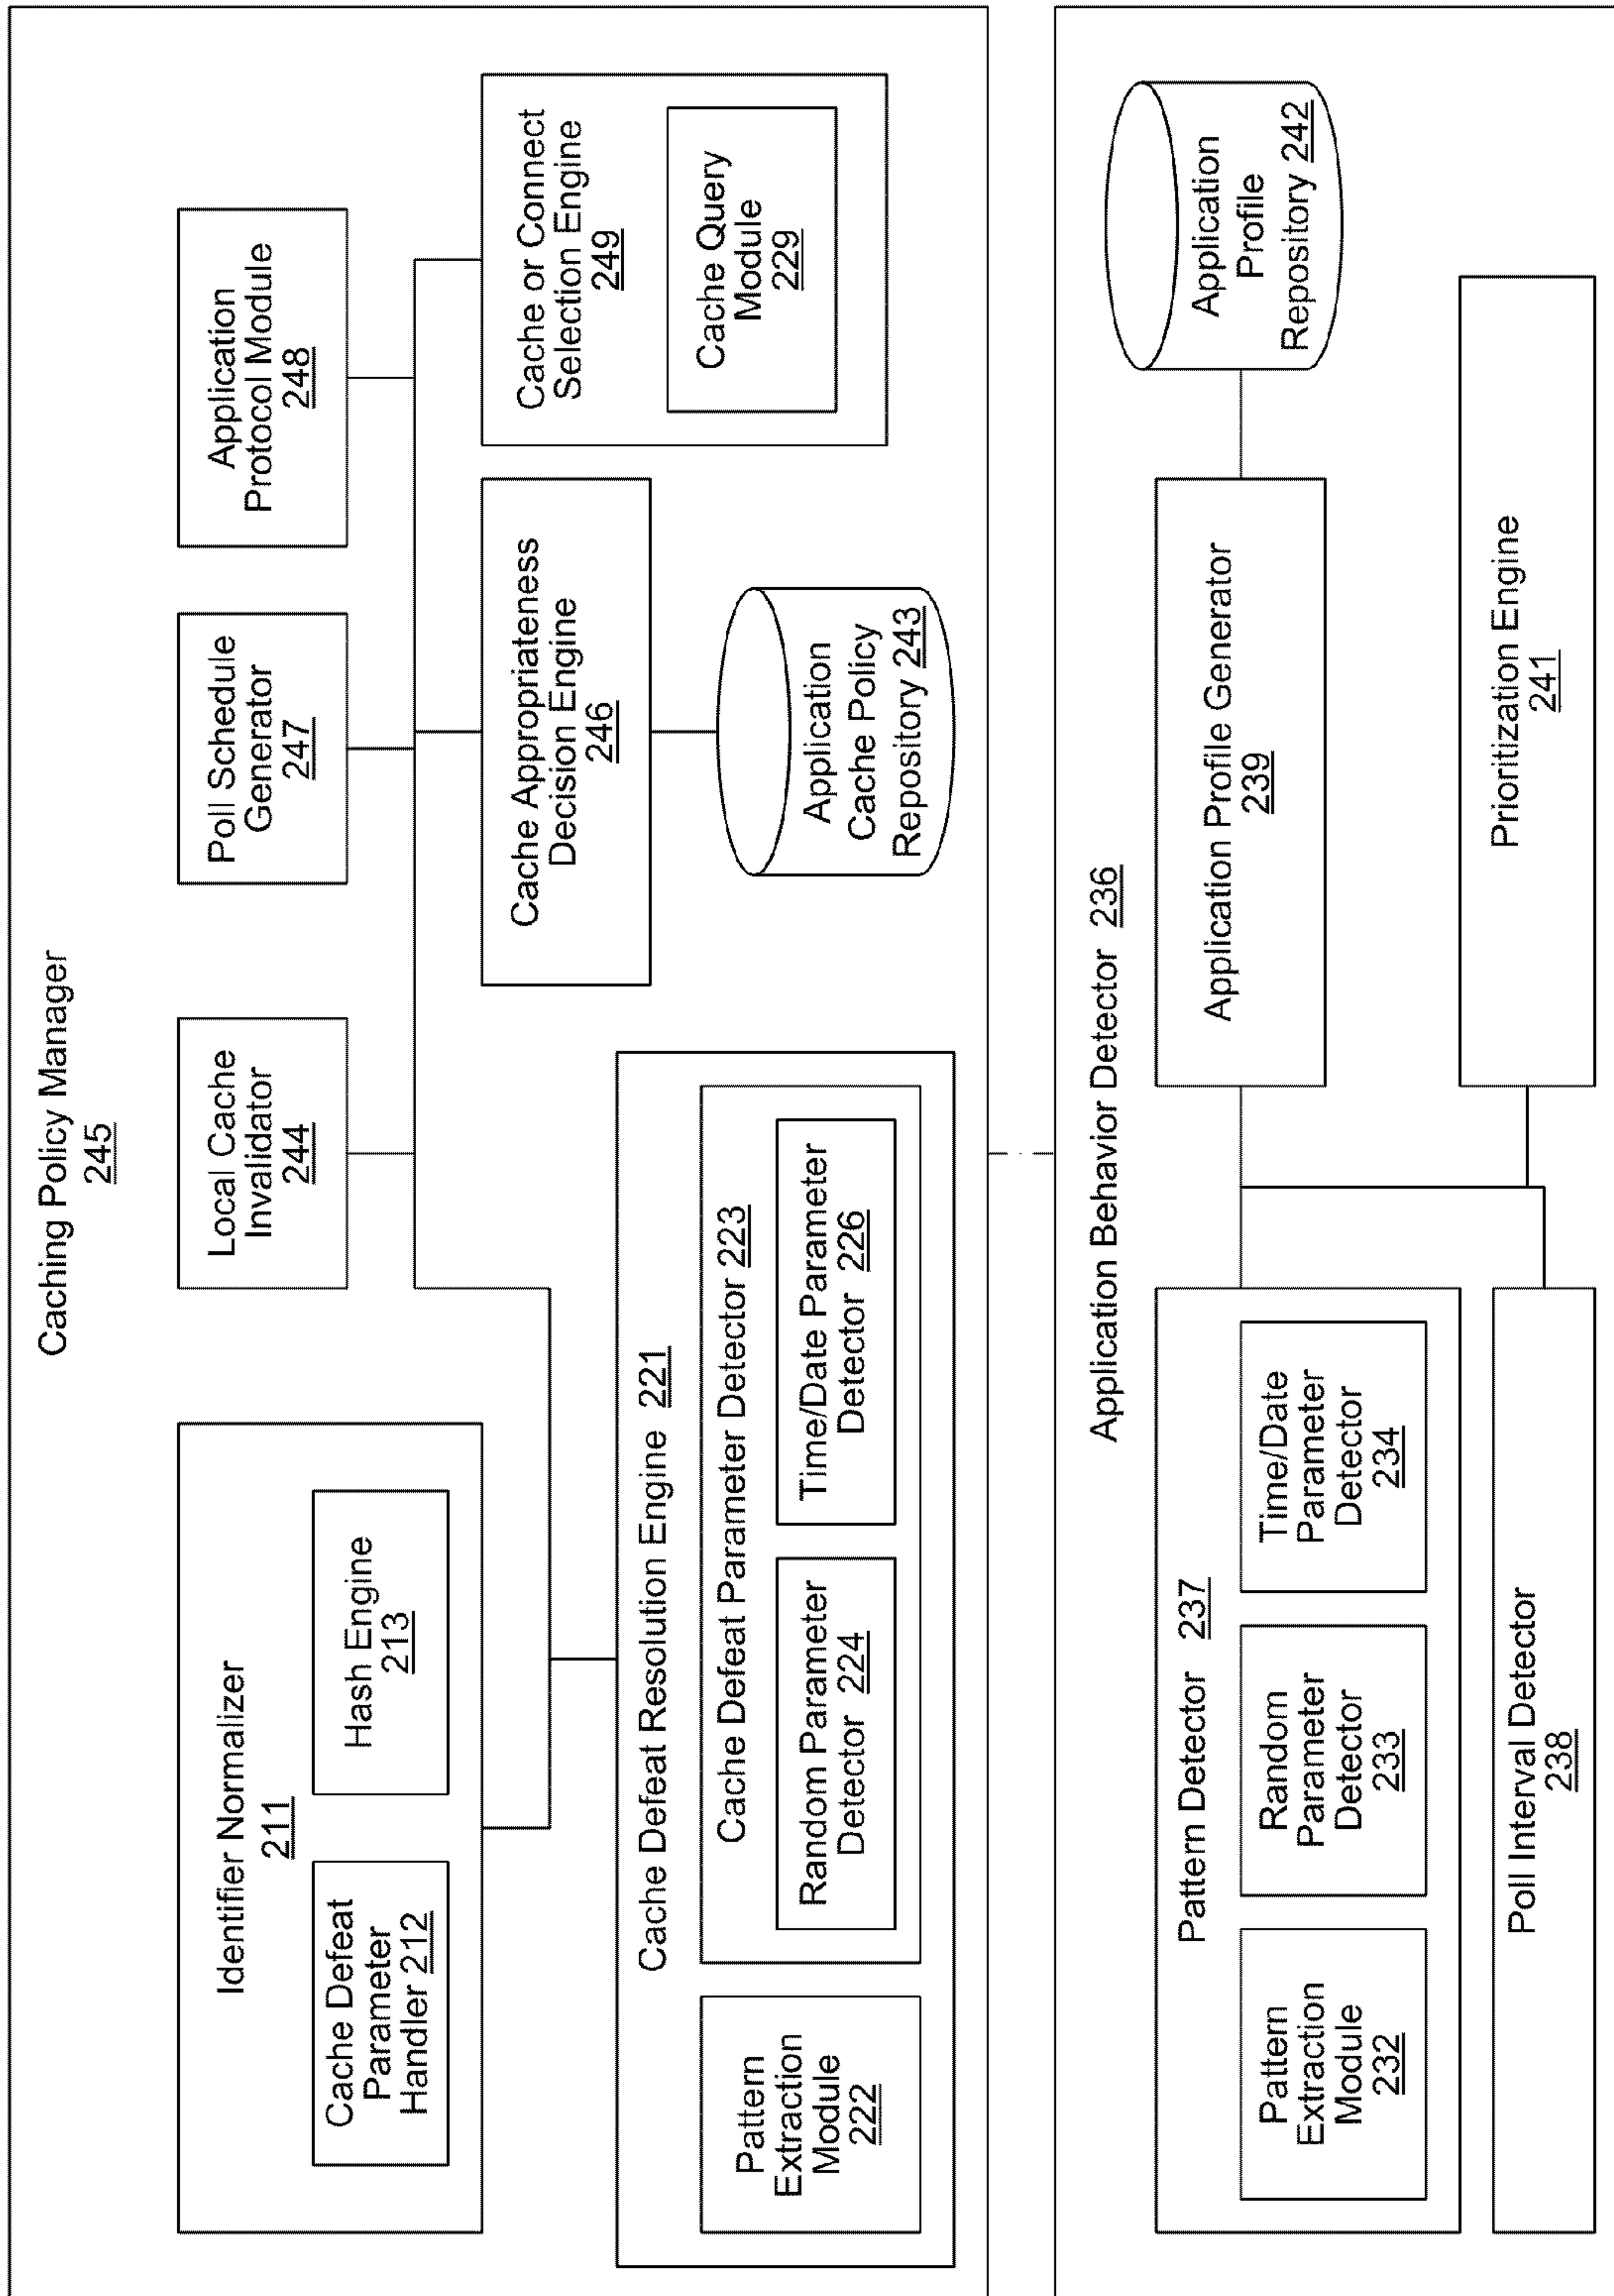 Caching Policy Manager
245
Identifier Normalizer
211
Cache Defeat
Parameter
Handler 212
Hash Engine
213
Local Cache
Invalidator
244
Poll Schedule
Generator
247
Application
Protocol Module
248
Cache Defeat Resolution Engine 221
Pattern
Extraction
Module
222
Cache Defeat Parameter Detector 223
Random Parameter
Detector 224
Time/Date Parameter
Detector 226
Cache Appropriateness
Decision Engine
246
Application
Cache Policy
Repository 243
Cache or Connect
Selection Engine
249
Cache Query
Module
229
Application Behavior Detector 236
Pattern Detector 237
Pattern
Extraction
Module
232
Random
Parameter
Detector
233
Time/Date
Parameter
Detector
234
Application Profile Generator
239
Application
Profile
Repository 242
Poll Interval Detector
238
Prioritization Engine
241